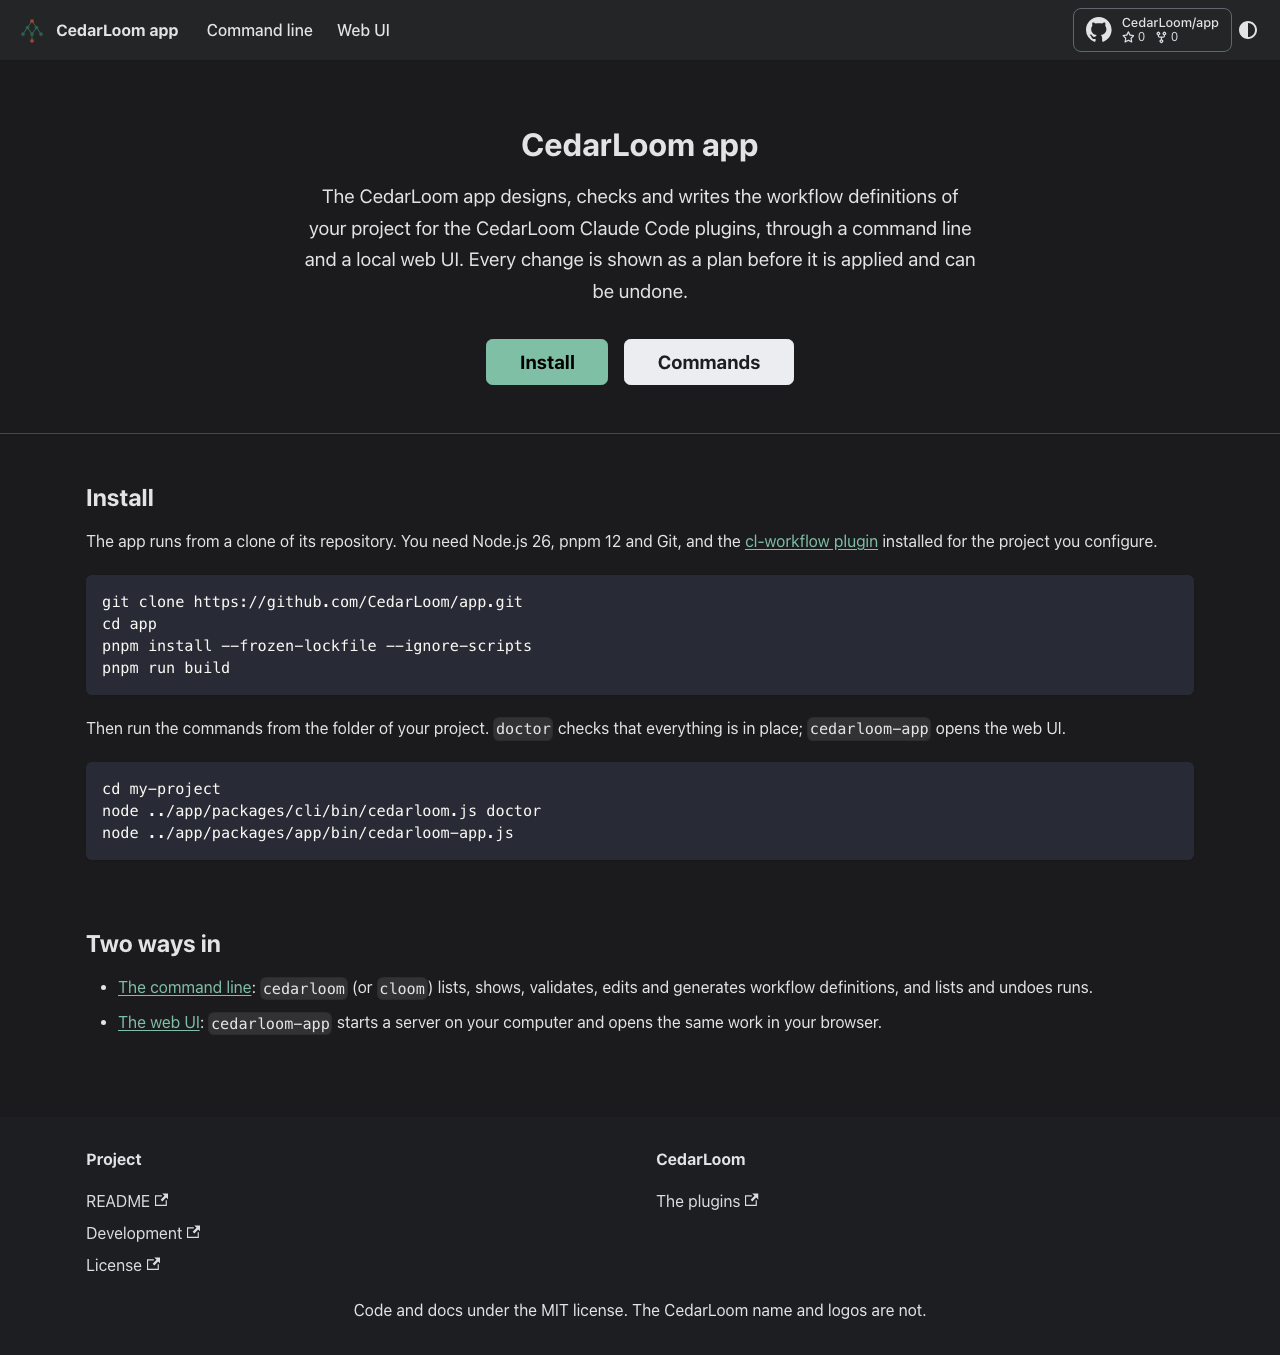 CedarLoom app
Command line
Web UI
CedarLoom/app
0 0
CedarLoom app
The CedarLoom app designs, checks and writes the workflow definitions of
your project for the CedarLoom Claude Code plugins, through a command line
and a local web UI. Every change is shown as a plan before it is applied and can
be undone.
Install
Commands
Install
The app runs from a clone of its repository. You need Node.js 26, pnpm 12 and Git, and the cl-workflow plugin installed for the project you configure.
git clone https://github.com/CedarLoom/app.git
cd app
pnpm install --frozen-lockfile --ignore-scripts
pnpm run build
Then run the commands from the folder of your project. doctor checks that everything is in place; cedarloom-app opens the web UI.
cd my-project
node ../app/packages/cli/bin/cedarloom.js doctor
node ../app/packages/app/bin/cedarloom-app.js
Two ways in
• The command line: cedarloom (or cloom) lists, shows, validates, edits and generates workflow definitions, and lists and undoes runs.
• The web UI: cedarloom-app starts a server on your computer and opens the same work in your browser.
Project
README
Development
License
CedarLoom
The plugins
Code and docs under the MIT license. The CedarLoom name and logos are not.